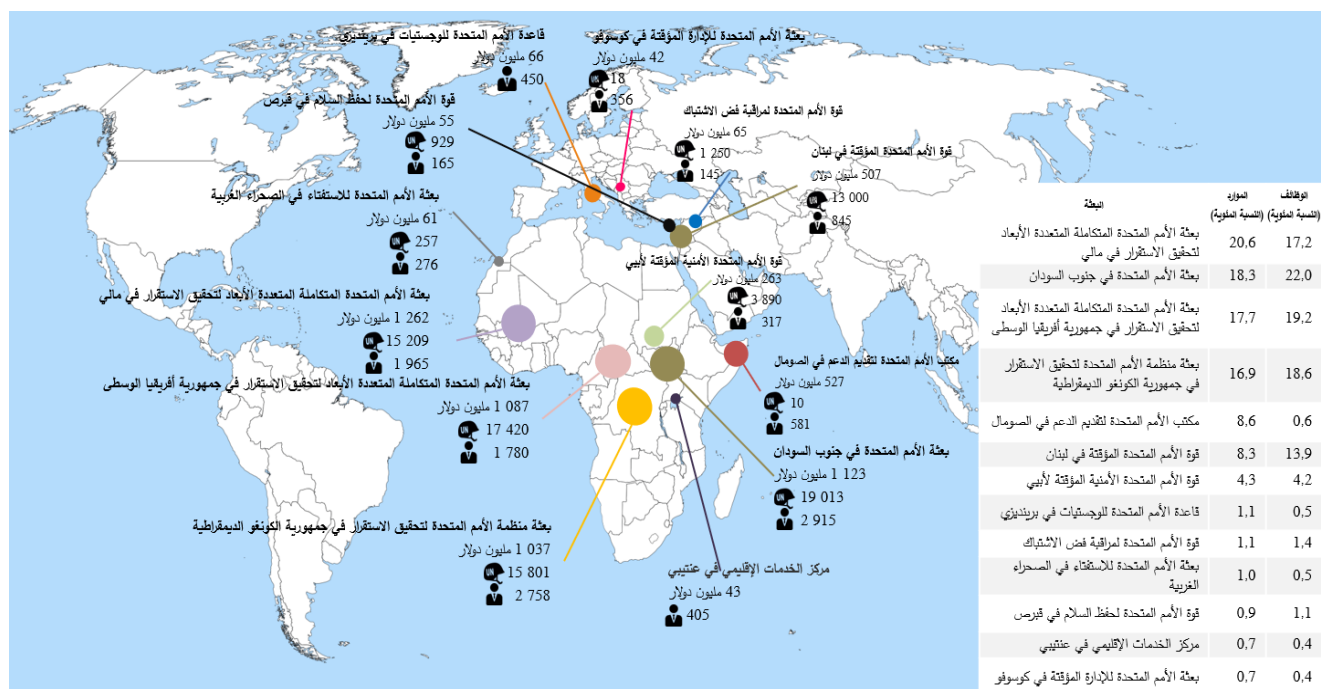 قاعدة الأمم المتحدة للوجستيات في برينديزي
66 مليون دولار
450
بعثة الأمم المتحدة للإدارة المؤقتة في كوسوفو
42 مليون دولار
18
356
قوة الأمم المتحدة لحفظ السلام في قبرص
55 مليون دولار
929
165
قوة الأمم المتحدة لمراقبة فض الاشتباك
65 مليون دولار
1 250
145
قوة الأمم المتحدة المؤقتة في لبنان
507 مليون دولار
13 000
845
بعثة الأمم المتحدة للاستفتاء في الصحراء الغربية
61 مليون دولار
257
276
قوة الأمم المتحدة الأمنية المؤقتة لأبيي
263 مليون دولار
3 890
317
بعثة الأمم المتحدة المتكاملة المتعددة الأبعاد لتحقيق الاستقرار في مالي
1 262 مليون دولار
15 209
1 965
مكتب الأمم المتحدة لتقديم الدعم في الصومال
527 مليون دولار
10
581
بعثة الأمم المتحدة المتكاملة المتعددة الأبعاد لتحقيق الاستقرار في جمهورية أفريقيا الوسطى
1 087 مليون دولار
17 420
1 780
بعثة الأمم المتحدة في جنوب السودان
1 123 مليون دولار
19 013
2 915
بعثة منظمة الأمم المتحدة لتحقيق الاستقرار في جمهورية الكونغو الديمقراطية
1 037 مليون دولار
15 801
2 758
مركز الخدمات الإقليمي في عنتيبي
43 مليون دولار
405
البعثة الموارد (النسبة المئوية) الوظائف (النسبة المئوية)
بعثة الأمم المتحدة المتكاملة المتعددة الأبعاد
لتحقيق الاستقرار في مالي 20,6 17,2
بعثة الأمم المتحدة في جنوب السودان 18,3 22,0
بعثة الأمم المتحدة المتكاملة المتعددة الأبعاد
لتحقيق الاستقرار في جمهورية أفريقيا الوسطى 17,7 19,2
بعثة منظمة الأمم المتحدة لتحقيق الاستقرار
في جمهورية الكونغو الديمقراطية 16,9 18,6
مكتب الأمم المتحدة لتقديم الدعم في الصومال 8,6 0,6
قوة الأمم المتحدة المؤقتة في لبنان 8,3 13,9
قوة الأمم المتحدة الأمنية المؤقتة لأبيي 4,3 4,2
قاعدة الأمم المتحدة للوجستيات في برينديزي 1,1 0,5
قوة الأمم المتحدة لمراقبة فض الاشتباك 1,1 1,4
بعثة الأمم المتحدة للاستفتاء في الصحراء
الغربية 1,0 0,5
قوة الأمم المتحدة لحفظ السلام في قبرص 0,9 1,1
مركز الخدمات الإقليمي في عنتيبي 0,7 0,4
بعثة الأمم المتحدة للإدارة المؤقتة في كوسوفو 0,7 0,4